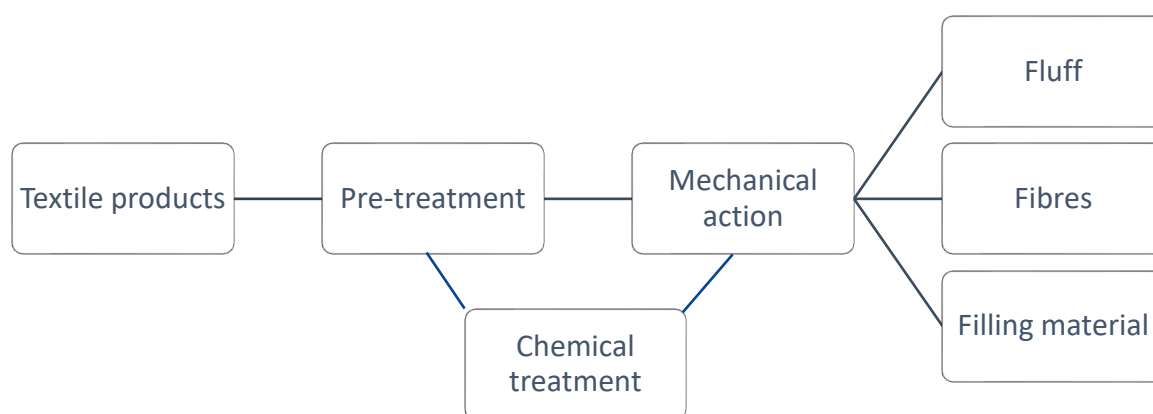 Textile products
Pre-treatment
Mechanical
action
Chemical
treatment
Fluff
Fibres
Filling material